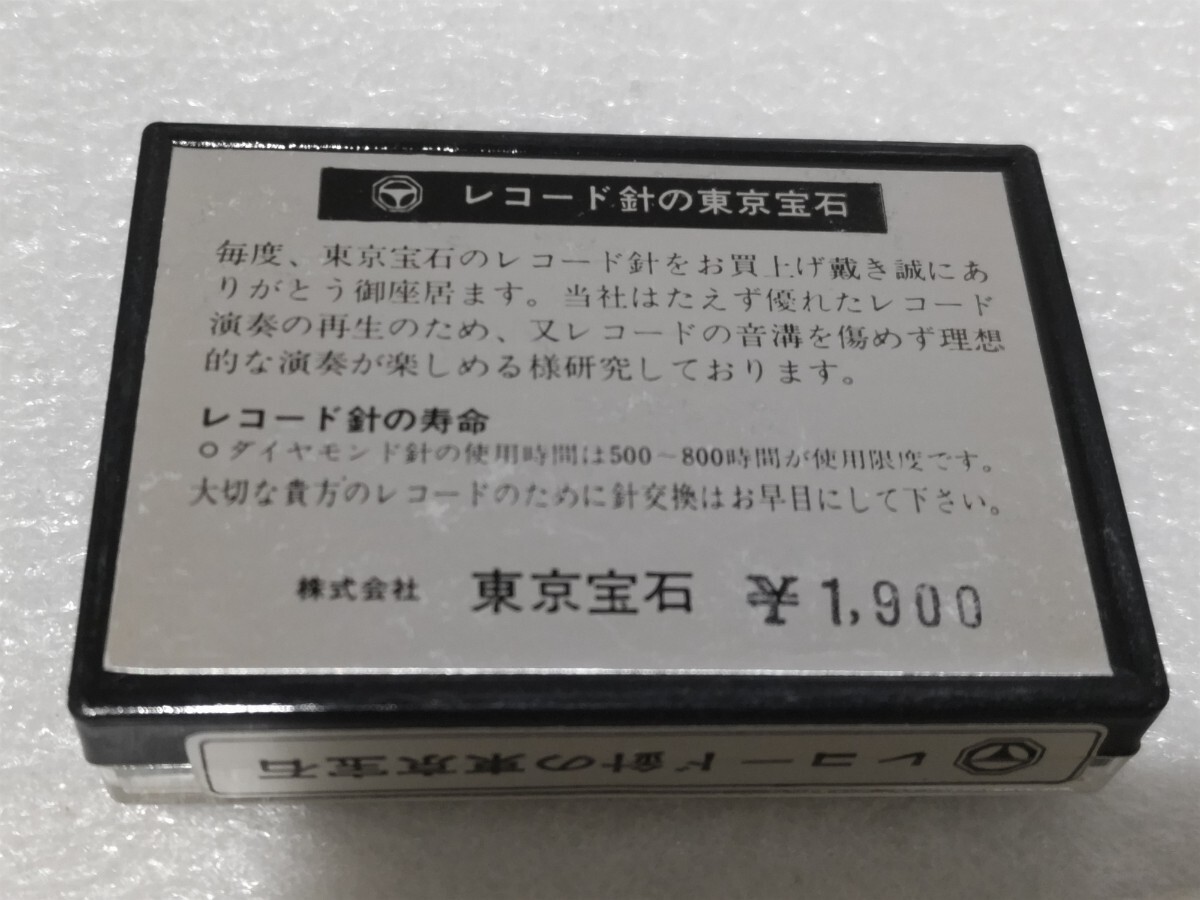 レコード針の東京宝石
毎度、東京宝石のレコード針をお買上げ戴き誠にあ
りがとう御座居ます。当社はたえず優れたレコード
演奏の再生のため、又レコードの音溝を傷めず理想
的な演奏が楽しめる様研究しております。
レコード針の寿命
○ダイヤモンド針の使用時間は500～800時間が使用限度です。
大切な貴方のレコードのために針交換はお早目にして下さい。
株式会社 東京宝石 ¥1,900
レコード針の東京宝石